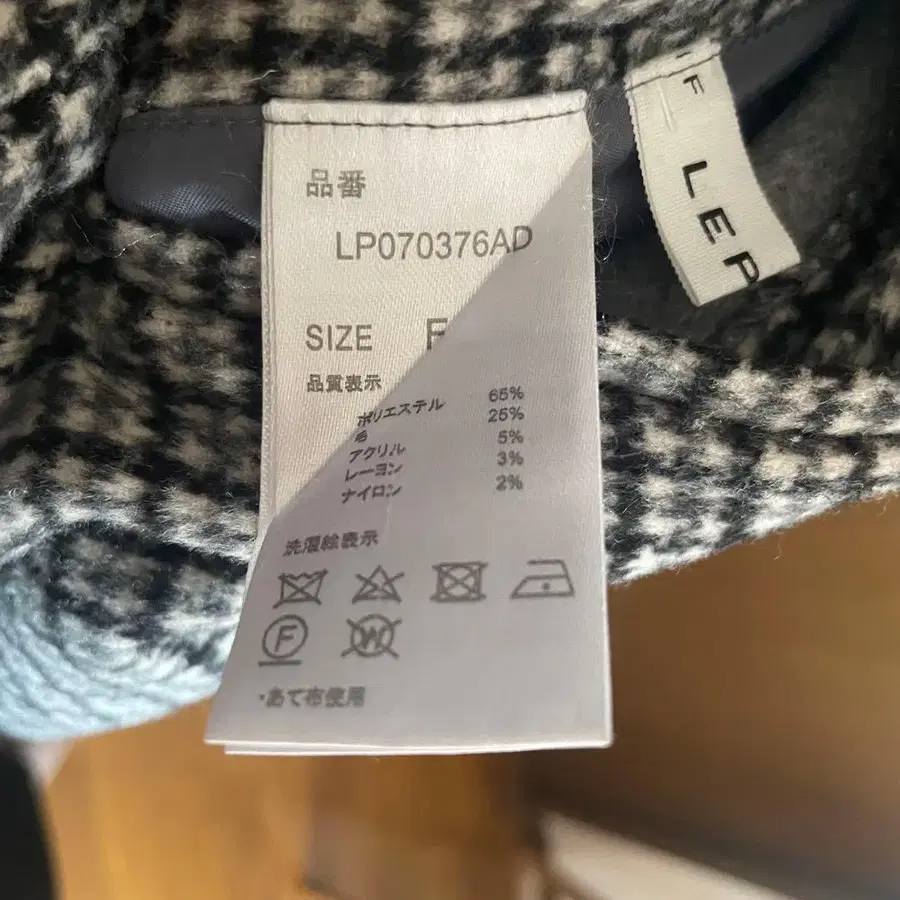 品番
LP070376AD
SIZE F
品質表示
ポリエステル 65%
毛 25%
アクリル 5%
レーヨン 3%
ナイロン 2%
洗濯絵表示
F
W
・あて布使用
F LEP